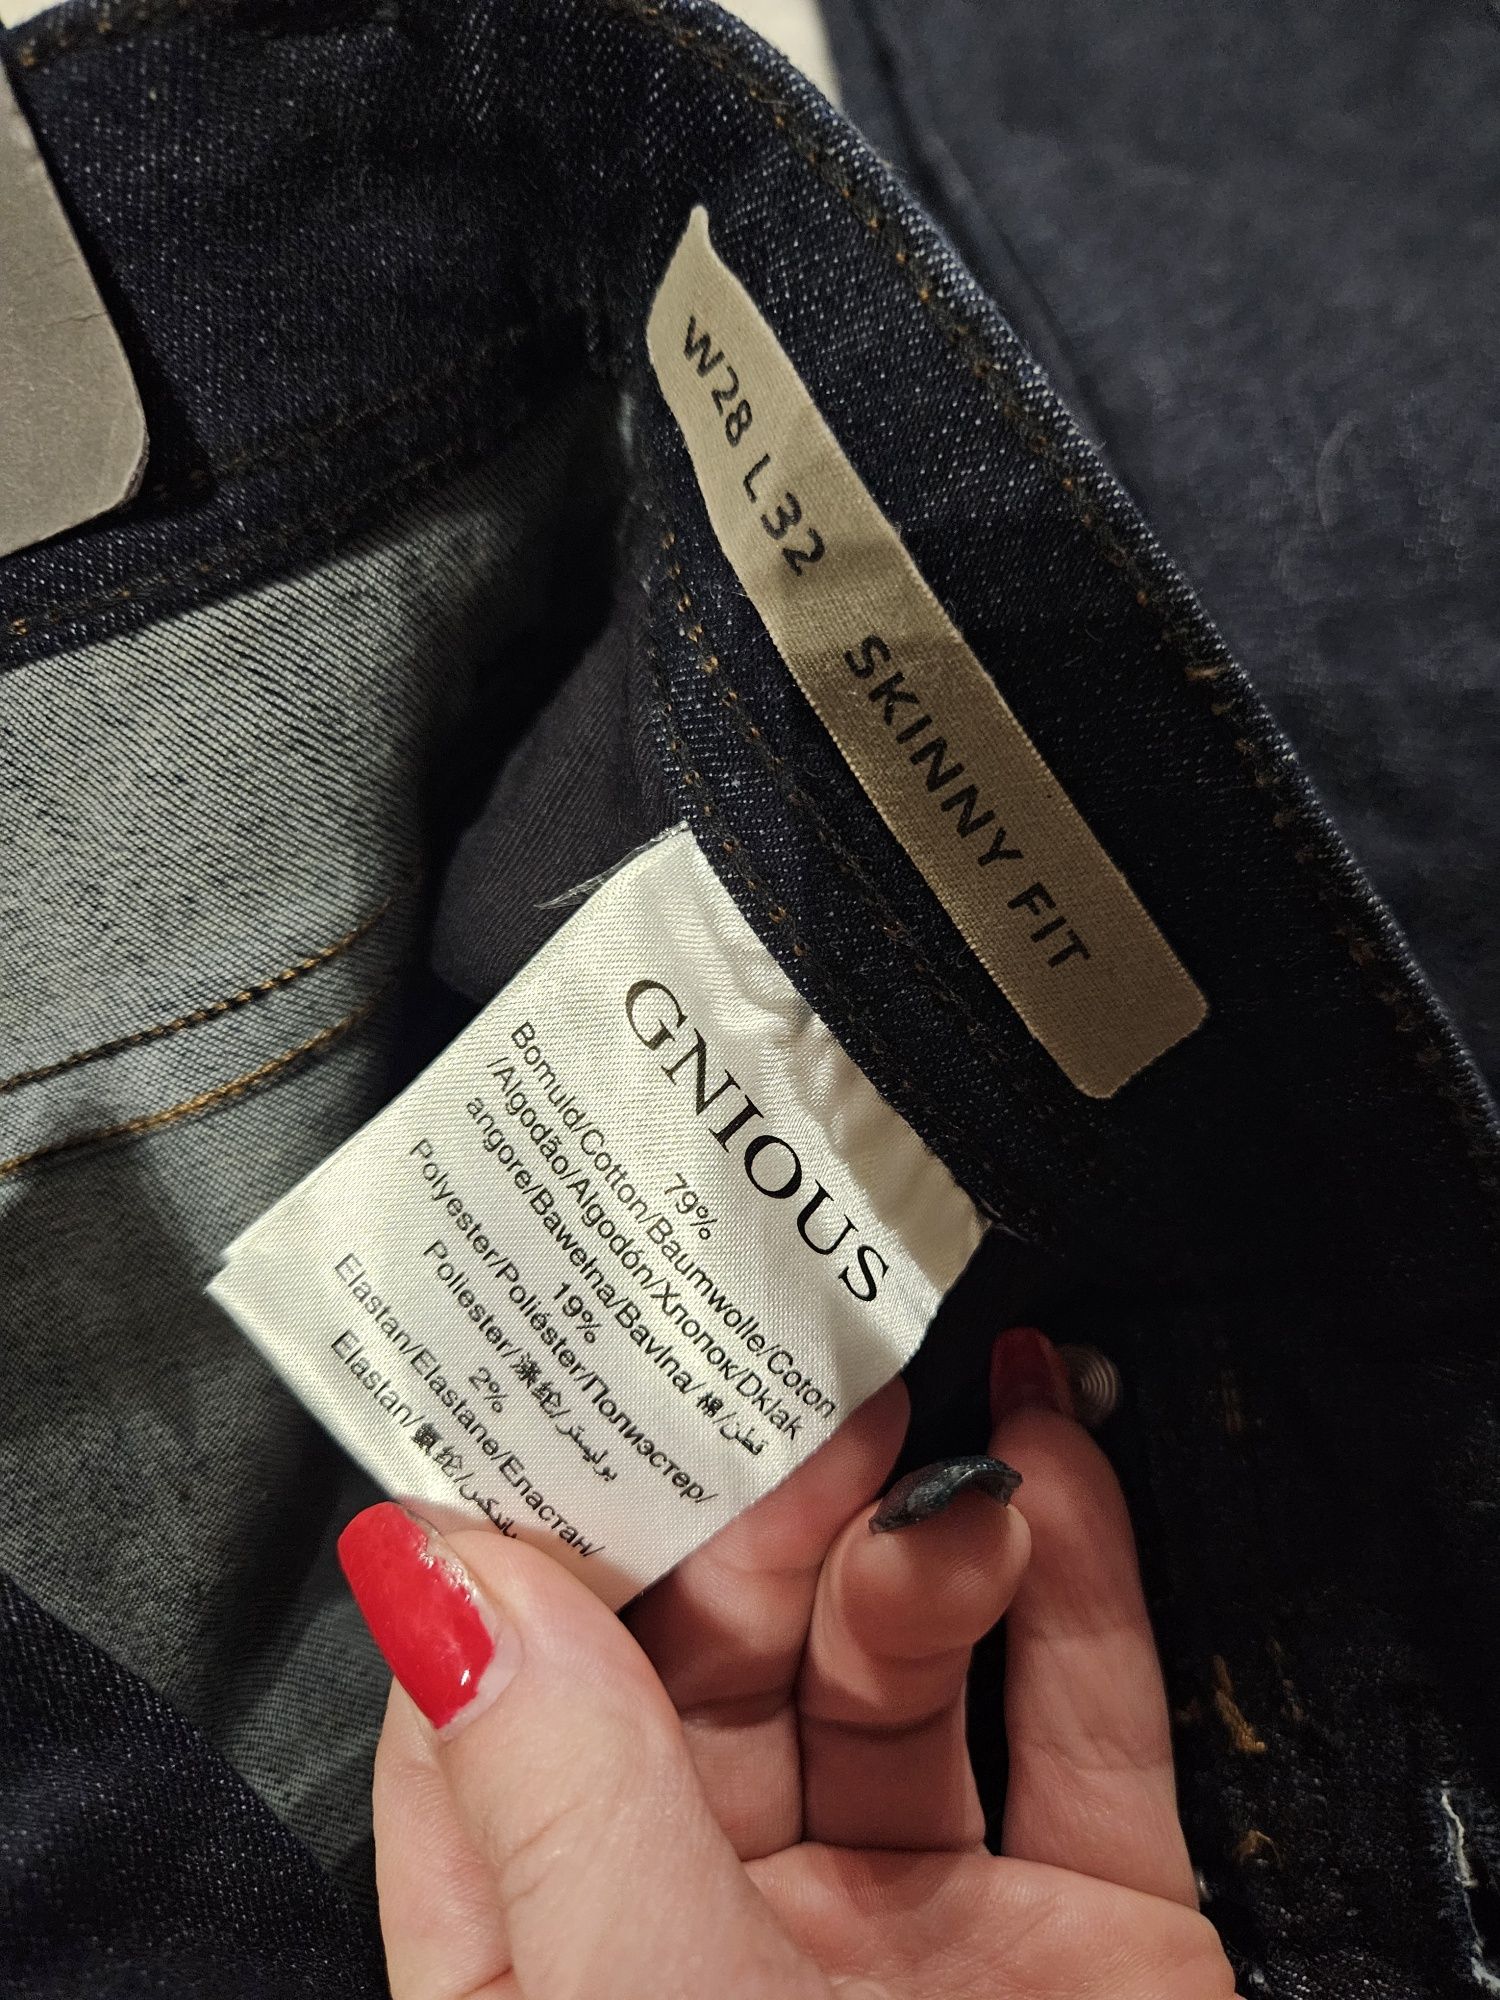 W28 L32 SKINNY FIT
GNIOUS
79%
Bomuld/Cotton/Baumwolle/Coton
/Algodão/Algodón/Хлопок/Dklak
angore/Bawełna/Bavlna/棉/قطن
19%
Polyester/Poliéster/Полиэстер/
Poliester/涤纶/بوليستر
2%
Elastan/Elastane/Еластан/
Elastan/氨纶/